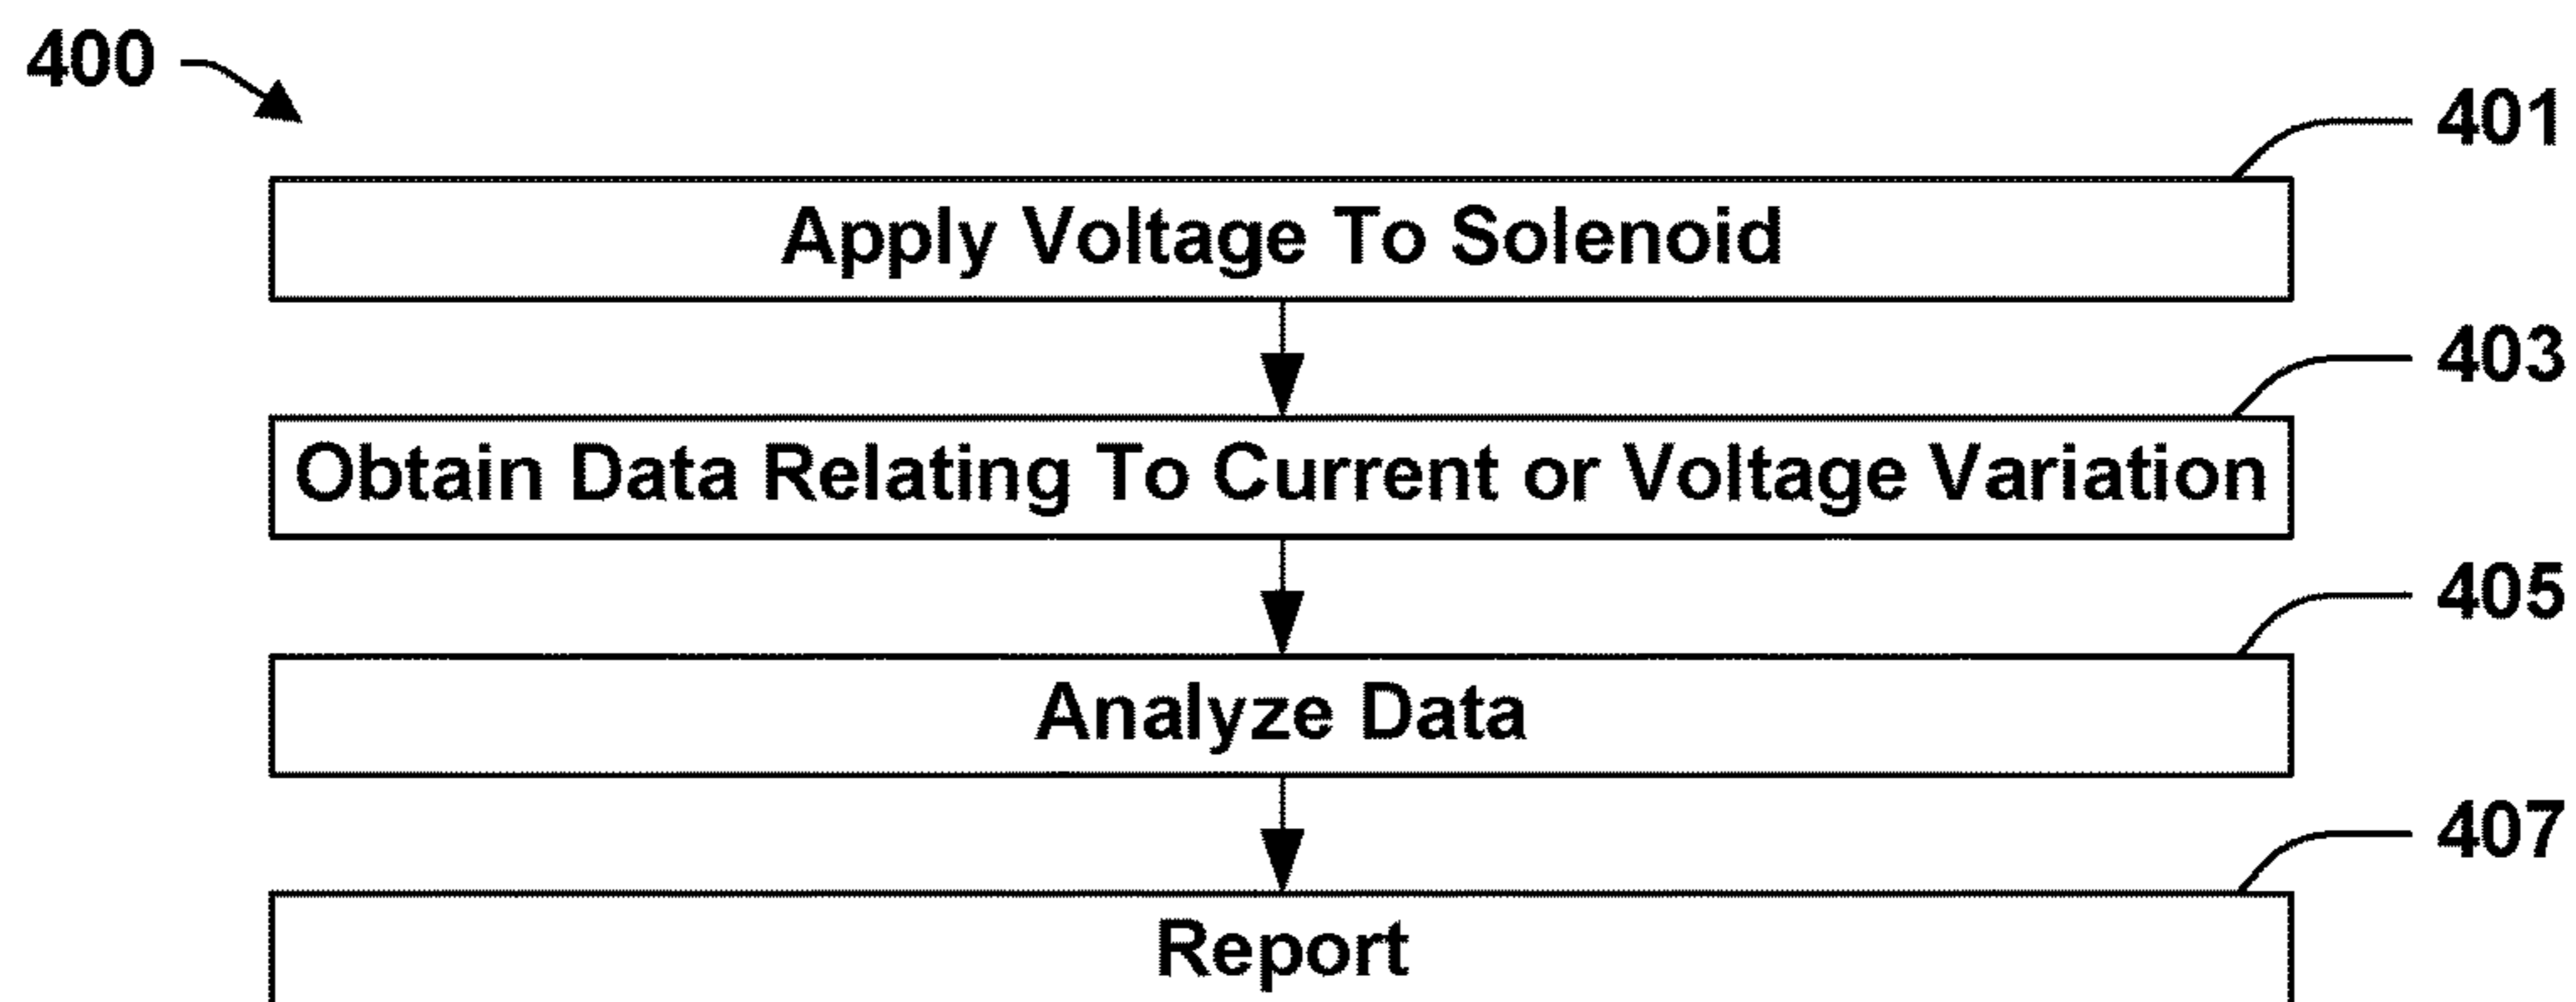 400
401
Apply Voltage To Solenoid
403
Obtain Data Relating To Current or Voltage Variation
405
Analyze Data
407
Report